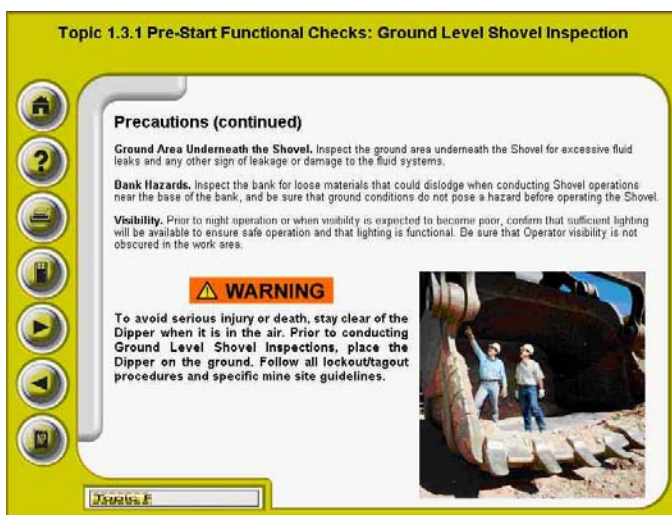 Topic 1.3.1 Pre-Start Functional Checks: Ground Level Shovel Inspection
Precautions (continued)
Ground Area Underneath the Shovel. Inspect the ground area underneath the Shovel for excessive fluid
leaks and any other sign of leakage or damage to the fluid systems.
Bank Hazards. Inspect the bank for loose materials that could dislodge when conducting Shovel operations
near the base of the bank, and be sure that ground conditions do not pose a hazard before operating the Shovel.
Visibility. Prior to night operation or when visibility is expected to become poor, confirm that sufficient lighting
will be available to ensure safe operation and that lighting is functional. Be sure that Operator visibility is not
obscured in the work area.
WARNING
To avoid serious injury or death, stay clear of the
Dipper when it is in the air. Prior to conducting
Ground Level Shovel Inspections, place the
Dipper on the ground. Follow all lockout/tagout
procedures and specific mine site guidelines.
?
NP